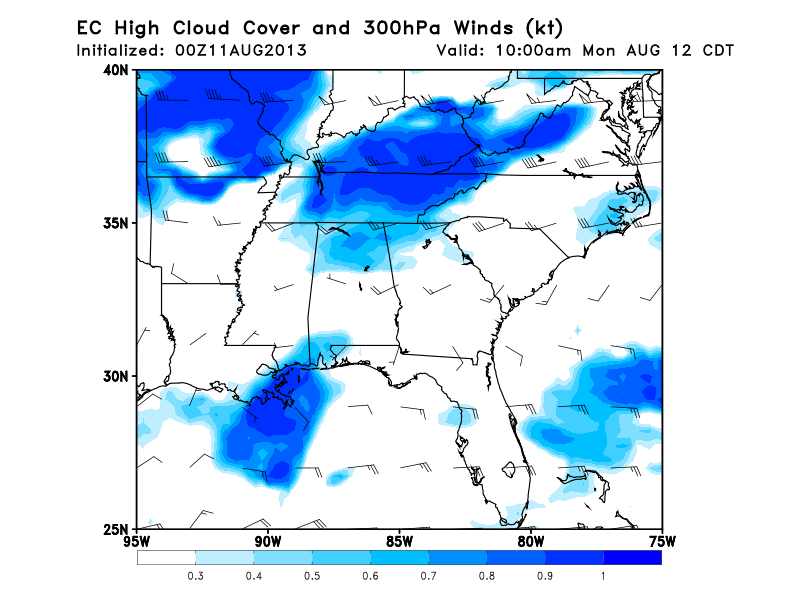 EC High Cloud Cover and 300hPa Winds (kt)
Initialized: 00Z11AUG2013 Valid: 10:00am Mon AUG 12 CDT
40N
35N
30N
25N
95W 90W 85W 80W 75W
0.3 0.4 0.5 0.6 0.7 0.8 0.9 1